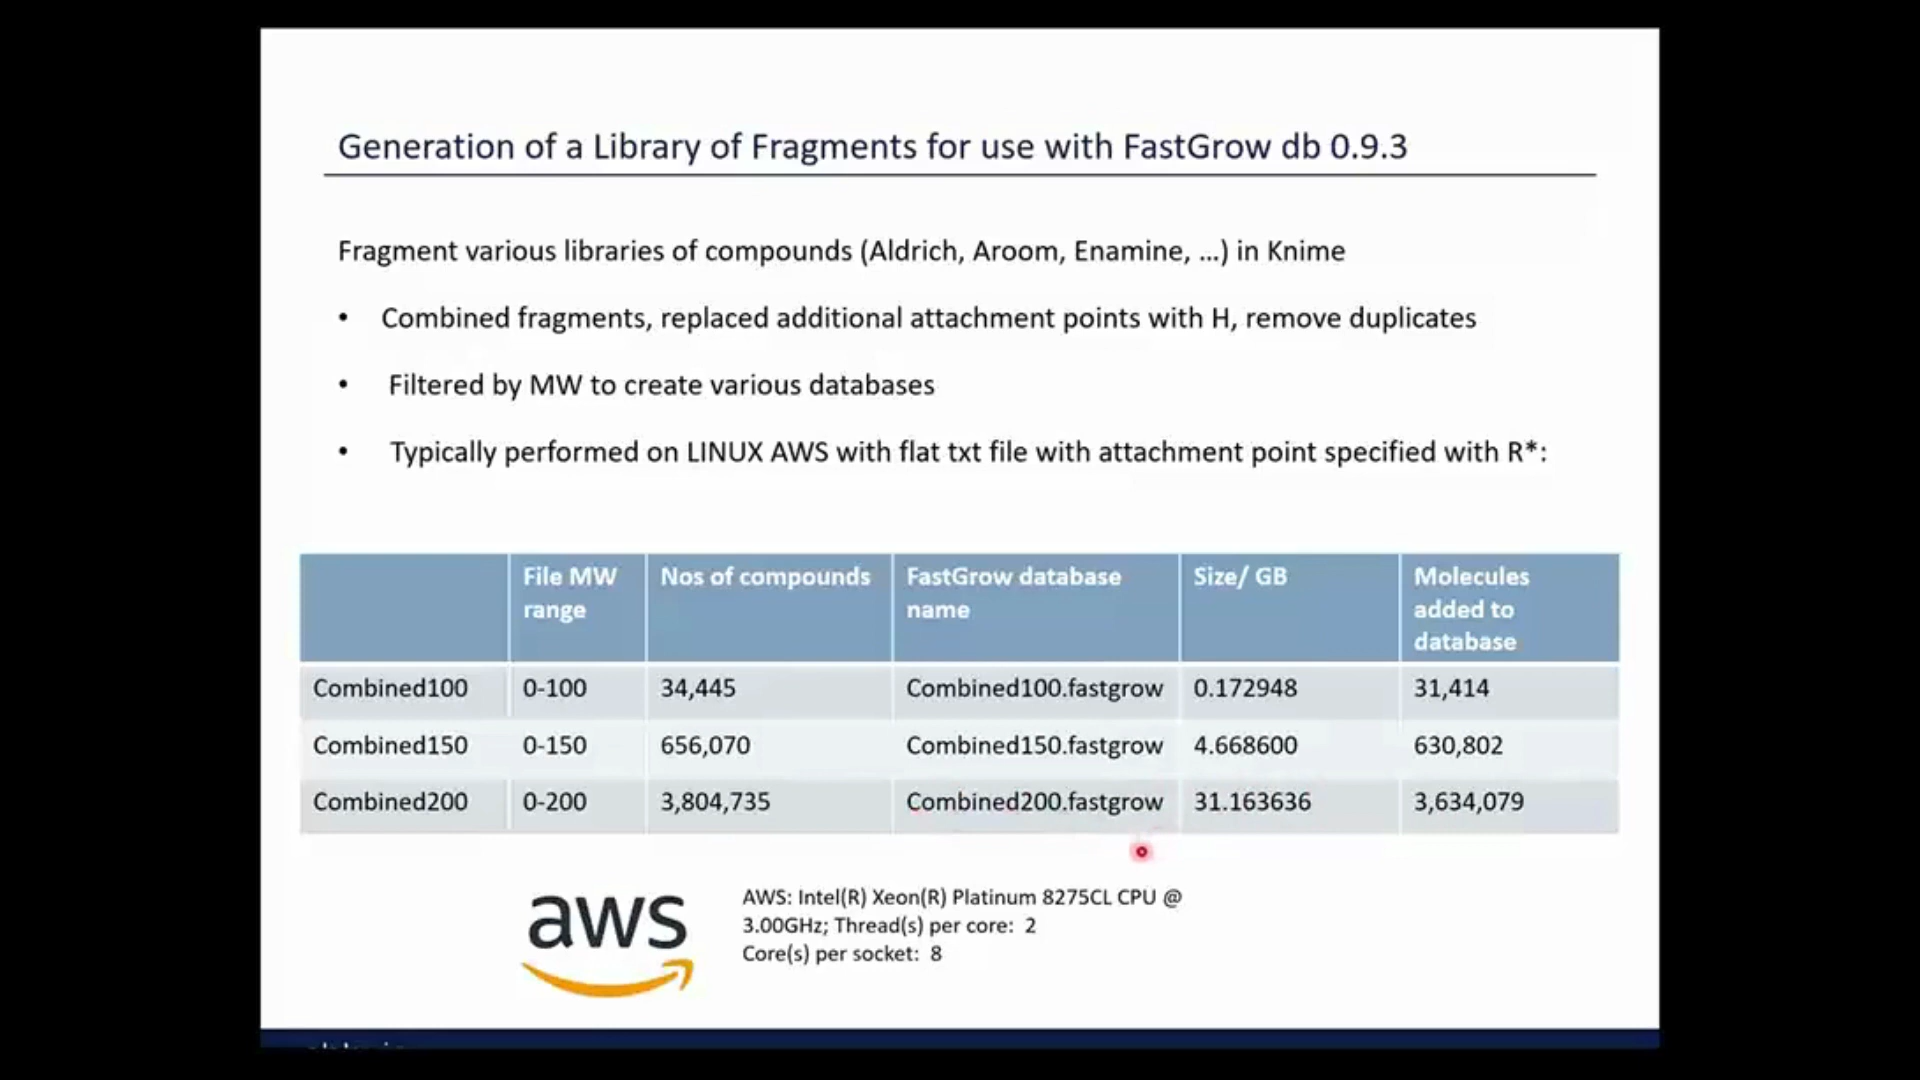 Generation of a Library of Fragments for use with FastGrow db 0.9.3
Fragment various libraries of compounds (Aldrich, Aroom, Enamine, ...) in Knime
• Combined fragments, replaced additional attachment points with H, remove duplicates
• Filtered by MW to create various databases
• Typically performed on LINUX AWS with flat txt file with attachment point specified with R*:
File MW range Nos of compounds FastGrow database name Size/ GB Molecules added to database
Combined100 0-100 34,445 Combined100.fastgrow 0.172948 31,414
Combined150 0-150 656,070 Combined150.fastgrow 4.668600 630,802
Combined200 0-200 3,804,735 Combined200.fastgrow 31.163636 3,634,079
aws
AWS: Intel(R) Xeon(R) Platinum 8275CL CPU @
3.00GHz; Thread(s) per core: 2
Core(s) per socket: 8